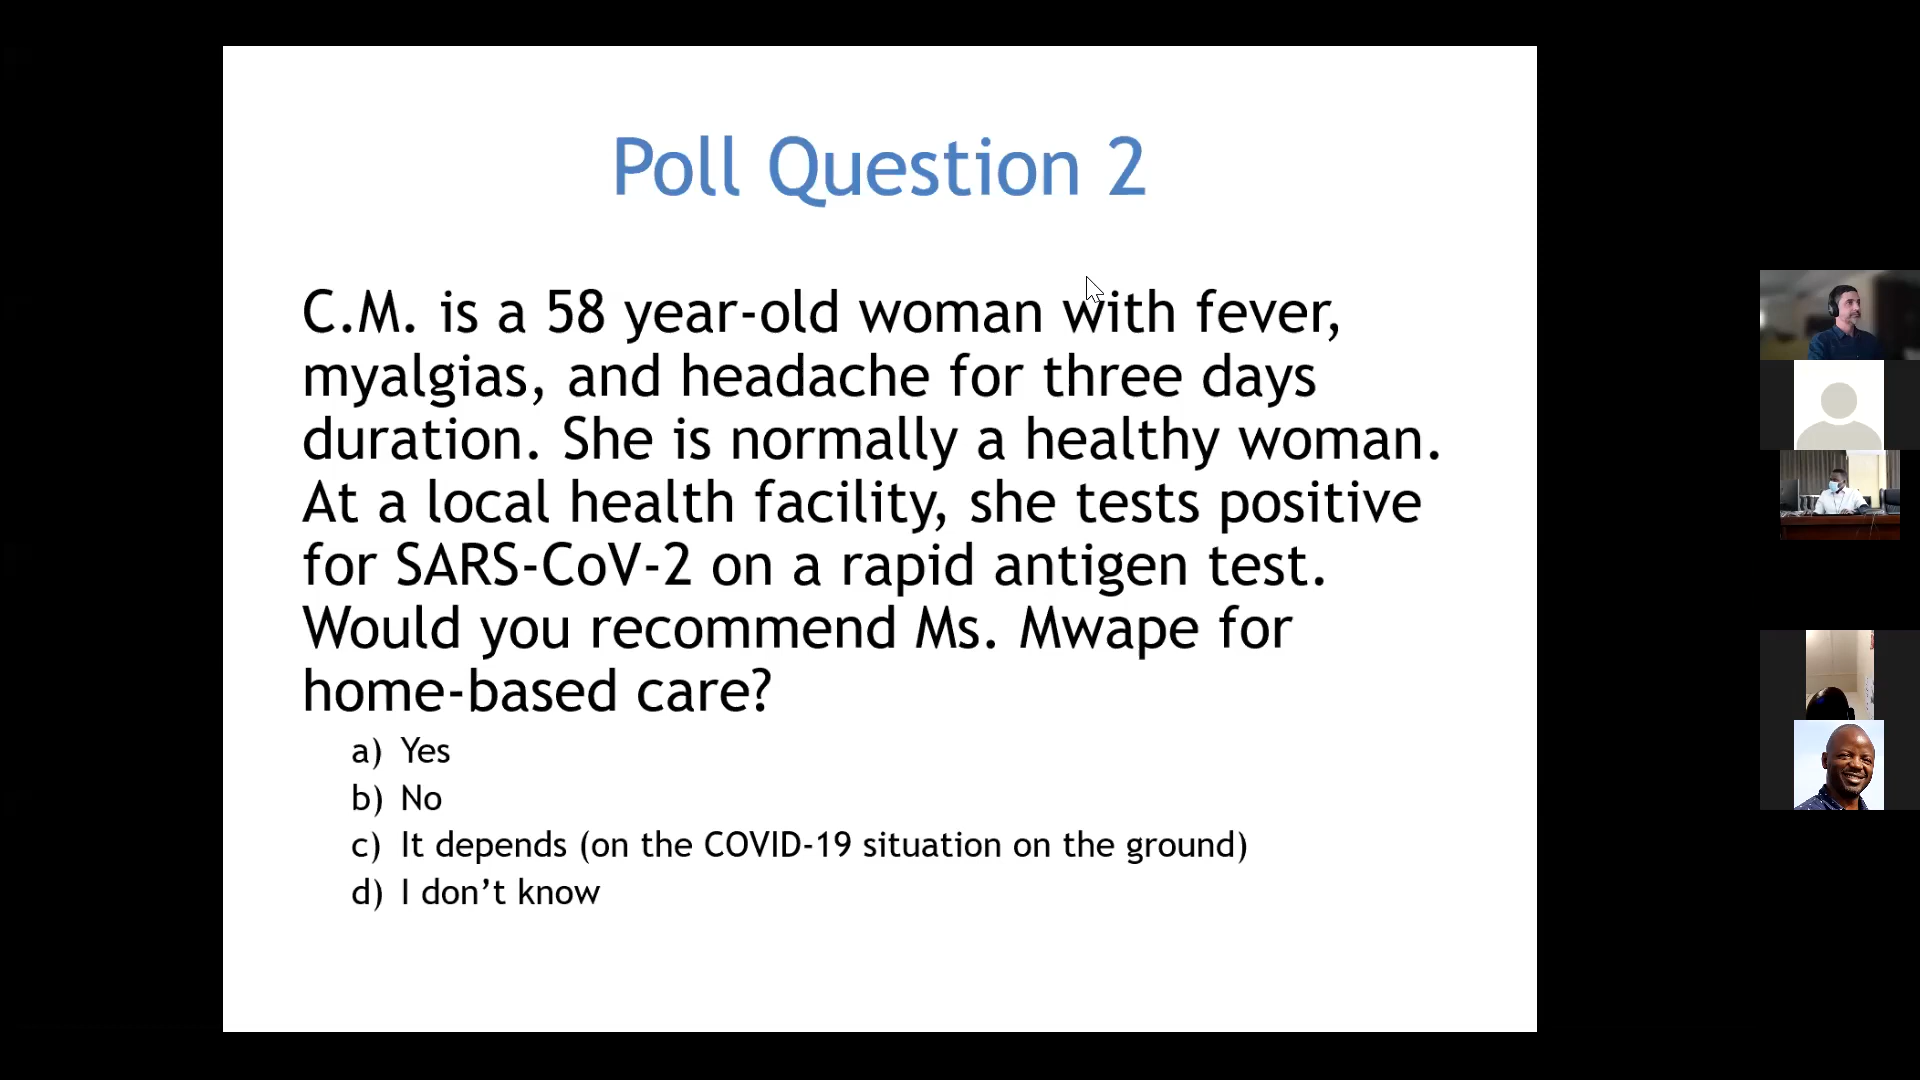 Poll Question 2
C.M. is a 58 year-old woman with fever,
myalgias, and headache for three days
duration. She is normally a healthy woman.
At a local health facility, she tests positive
for SARS-CoV-2 on a rapid antigen test.
Would you recommend Ms. Mwape for
home-based care?
a) Yes
b) No
c) It depends (on the COVID-19 situation on the ground)
d) I don’t know